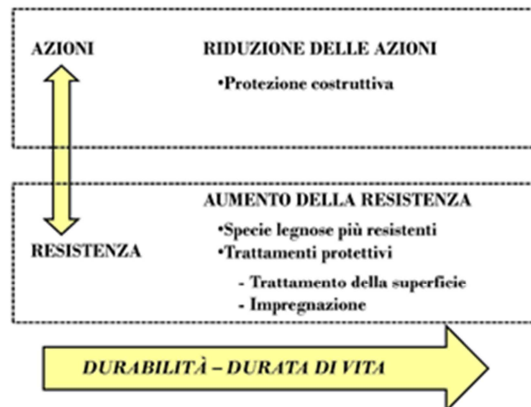 AZIONI
RIDUZIONE DELLE AZIONI
•Protezione costruttiva
AUMENTO DELLA RESISTENZA
•Specie legnose più resistenti
RESISTENZA
•Trattamenti protettivi
- Trattamento della superficie
- Impregnazione
DURABILITÀ – DURATA DI VITA